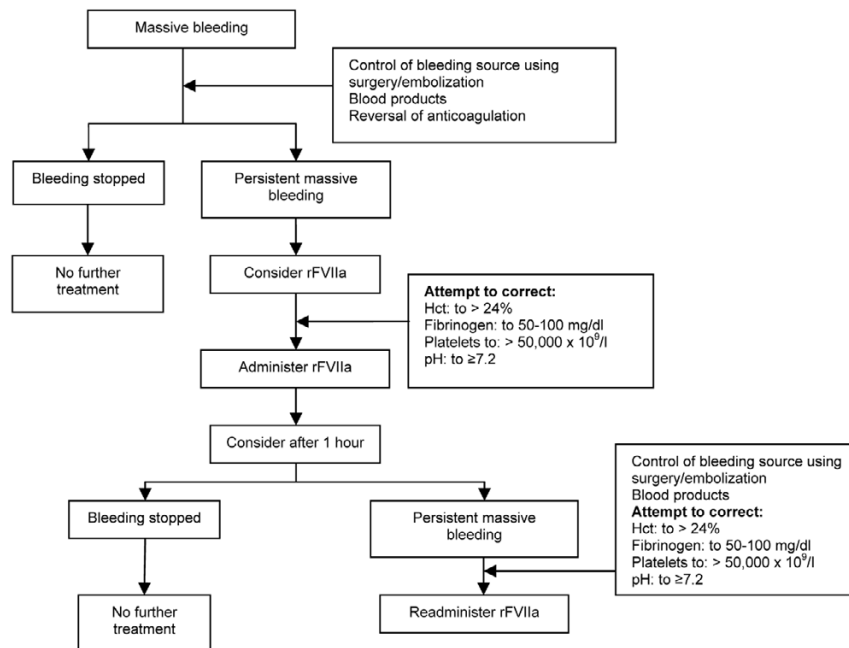 Massive bleeding
Control of bleeding source using
surgery/embolization
Blood products
Reversal of anticoagulation
Bleeding stopped
Persistent massive
bleeding
No further
treatment
Consider rFVIIa
Attempt to correct:
Hct: to > 24%
Fibrinogen: to 50-100 mg/dl
Platelets to: > 50,000 x 10⁹/l
pH: to ≥7.2
Administer rFVIIa
Consider after 1 hour
Control of bleeding source using
surgery/embolization
Blood products
Attempt to correct:
Hct: to > 24%
Fibrinogen: to 50-100 mg/dl
Platelets to: > 50,000 x 10⁹/l
pH: to ≥7.2
Bleeding stopped
Persistent massive
bleeding
No further
treatment
Readminister rFVIIa